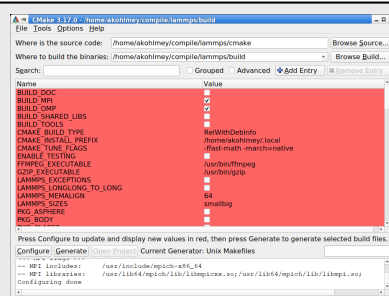 CMake 3.17.0 - /home/akohlmey/compile/lammps/build
File Tools Options Help
Where is the source code: /home/akohlmey/compile/lammps/cmake Browse Source...
Where to build the binaries: /home/akohlmey/compile/lammps/build Browse Build...
Search: Grouped Advanced Add Entry Remove Entry
Name Value
BUILD_DOC
BUILD_MPI
BUILD_OMP
BUILD_SHARED_LIBS
BUILD_TOOLS
CMAKE_BUILD_TYPE RelWithDebInfo
CMAKE_INSTALL_PREFIX /home/akohlmey/.local
CMAKE_TUNE_FLAGS -ffast-math -march=native
ENABLE_TESTING
FFMPEG_EXECUTABLE /usr/bin/ffmpeg
GZIP_EXECUTABLE /usr/bin/gzip
LAMMPS_EXCEPTIONS
LAMMPS_LONGLONG_TO_LONG
LAMMPS_MEMALIGN 64
LAMMPS_SIZES smallbig
PKG_ASPHERE
PKG_BODY
Press Configure to update and display new values in red, then press Generate to generate selected build files.
Configure Generate Open Project Current Generator: Unix Makefiles
-- MPI includes: /usr/include/mpich-x86_64
-- MPI libraries: /usr/lib64/mpich/lib/libmpicxx.so;/usr/lib64/mpich/lib/libmpi.so;
Configuring done